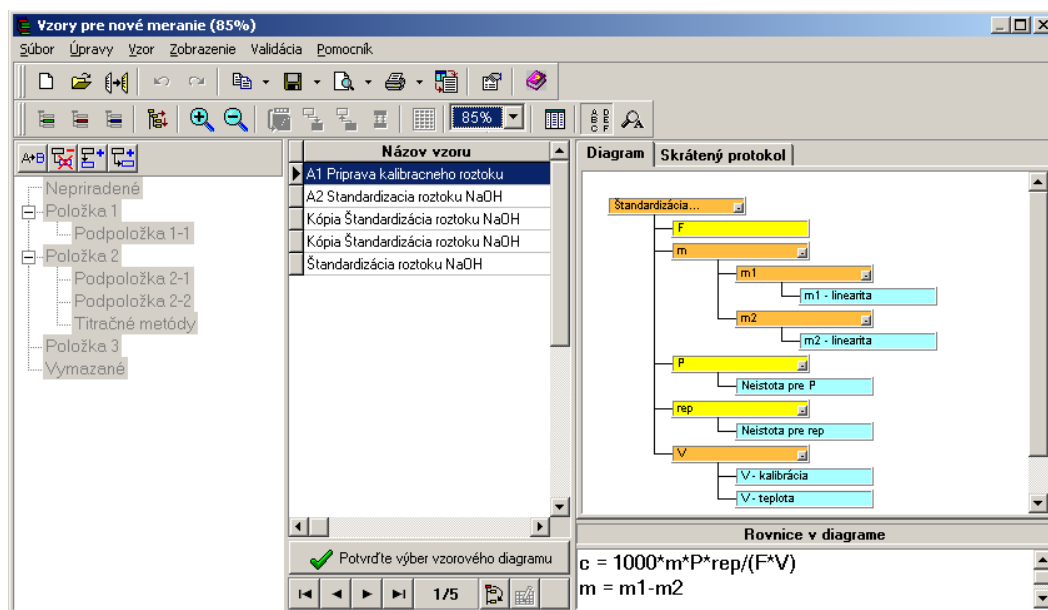 Vzory pre nové meranie (85%)
Súbor Úpravy Vzor Zobrazenie Validácia Pomocník
85%
A B C D E F
A+B
Nepriradené
Položka 1
Podpoložka 1-1
Položka 2
Podpoložka 2-1
Podpoložka 2-2
Titračné metódy
Položka 3
Vymazané
Názov vzoru
A1 Priprava kalibracneho roztoku
A2 Standardizacia roztoku NaOH
Kópia Štandardizácia roztoku NaOH
Kópia Štandardizácia roztoku NaOH
Štandardizácia roztoku NaOH
Potvrďte výber vzorového diagramu
1/5
Diagram Skrátený protokol
Štandardizácia...
F
m
m1
m1 - linearita
m2
m2 - linearita
P
Neistota pre P
rep
Neistota pre rep
V
V - kalibrácia
V - teplota
Rovnice v diagrame
c = 1000*m*P*rep/(F*V)
m = m1-m2